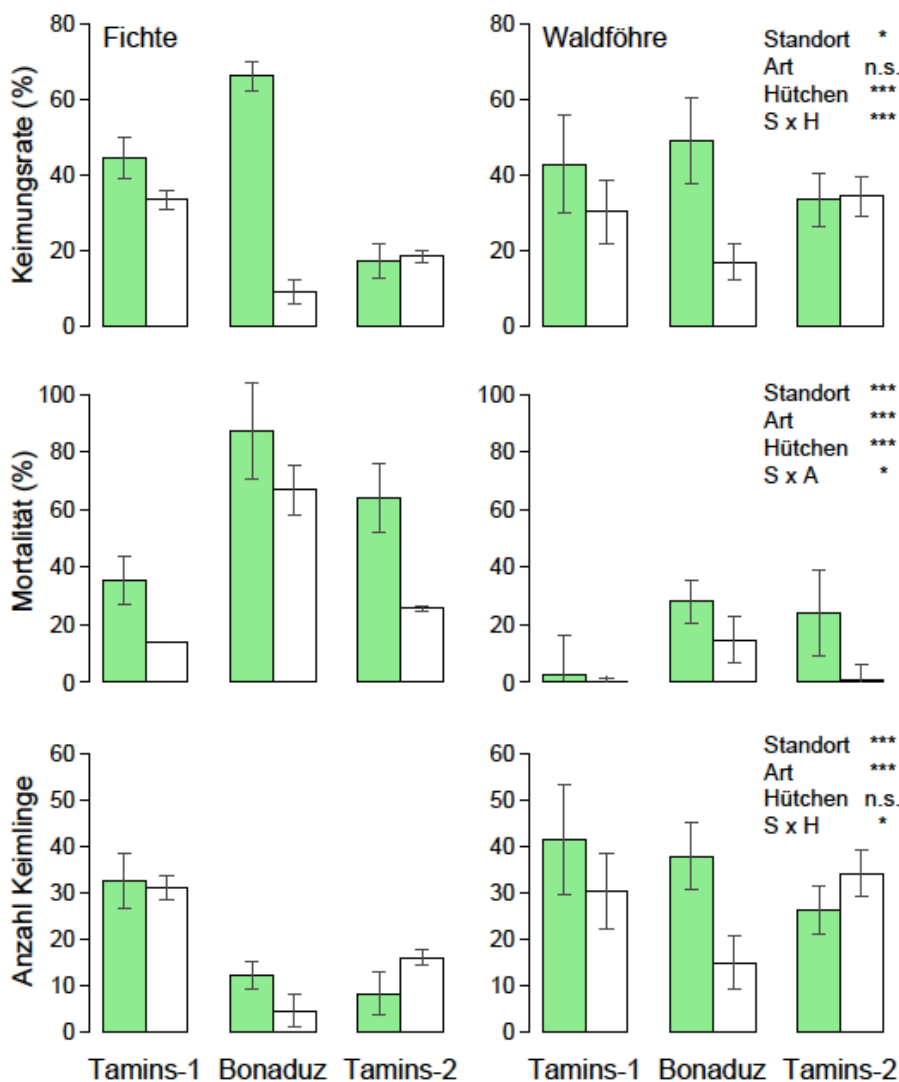 80
Fichte
60
40
20
0
Keimungsrate (%)
80
Waldföhre
60
40
20
0
Standort *
Art n.s.
Hütchen ***
S x H ***
100
80
60
40
20
0
Mortalität (%)
100
80
60
40
20
0
Standort ***
Art ***
Hütchen ***
S x A *
60
50
40
30
20
10
0
Anzahl Keimlinge
60
50
40
30
20
10
0
Standort ***
Art ***
Hütchen n.s.
S x H *
Tamins-1 Bonaduz Tamins-2
Tamins-1 Bonaduz Tamins-2